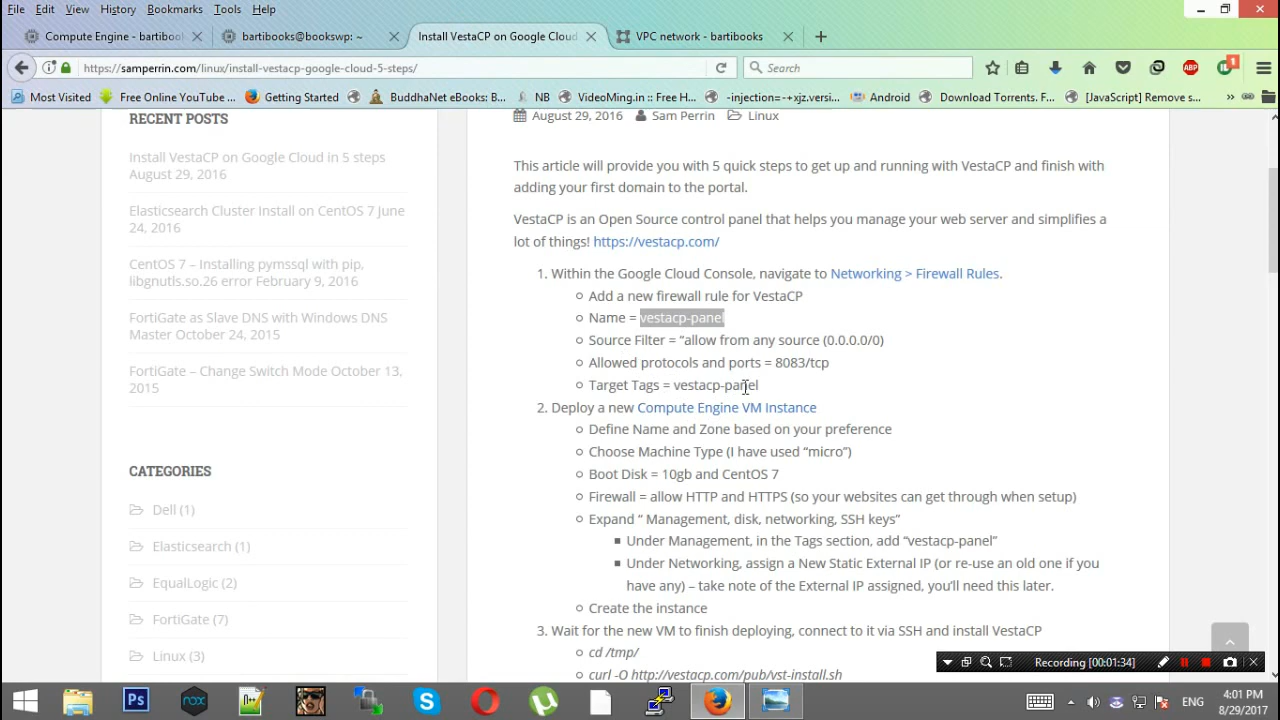 File Edit View History Bookmarks Tools Help
Compute Engine - bartiboo
bartibooks@bookswp: ~
Install VestaCP on Google Cloud
VPC network - bartibooks
https://samperrin.com/linux/install-vestacp-google-cloud-5-steps/
Search
ABP
1
Most Visited
Free Online YouTube ...
Getting Started
BuddhaNet eBooks: B...
NB
VideoMing.in :: Free H...
-injection=-+xjz.versi...
Android
Download Torrents. F...
[JavaScript] Remove s...
RECENT POSTS
Install VestaCP on Google Cloud in 5 steps
August 29, 2016
Elasticsearch Cluster Install on CentOS 7 June
24, 2016
CentOS 7 – Installing pymssql with pip,
libgnutls.so.26 error February 9, 2016
FortiGate as Slave DNS with Windows DNS
Master October 24, 2015
FortiGate – Change Switch Mode October 13,
2015
CATEGORIES
Dell (1)
Elasticsearch (1)
EqualLogic (2)
FortiGate (7)
Linux (3)
August 29, 2016 Sam Perrin Linux
This article will provide you with 5 quick steps to get up and running with VestaCP and finish with
adding your first domain to the portal.
VestaCP is an Open Source control panel that helps you manage your web server and simplifies a
lot of things! https://vestacp.com/
1. Within the Google Cloud Console, navigate to Networking > Firewall Rules.
Add a new firewall rule for VestaCP
Name = vestacp-panel
Source Filter = “allow from any source (0.0.0.0/0)
Allowed protocols and ports = 8083/tcp
Target Tags = vestacp-panel
2. Deploy a new Compute Engine VM Instance
Define Name and Zone based on your preference
Choose Machine Type (I have used “micro”)
Boot Disk = 10gb and CentOS 7
Firewall = allow HTTP and HTTPS (so your websites can get through when setup)
Expand “ Management, disk, networking, SSH keys”
Under Management, in the Tags section, add “vestacp-panel”
Under Networking, assign a New Static External IP (or re-use an old one if you
have any) – take note of the External IP assigned, you’ll need this later.
Create the instance
3. Wait for the new VM to finish deploying, connect to it via SSH and install VestaCP
cd /tmp/
curl -O http://vestacp.com/pub/vst-install.sh
Recording [00:01:34]
Ps
nox
ENG
4:01 PM
8/29/2017